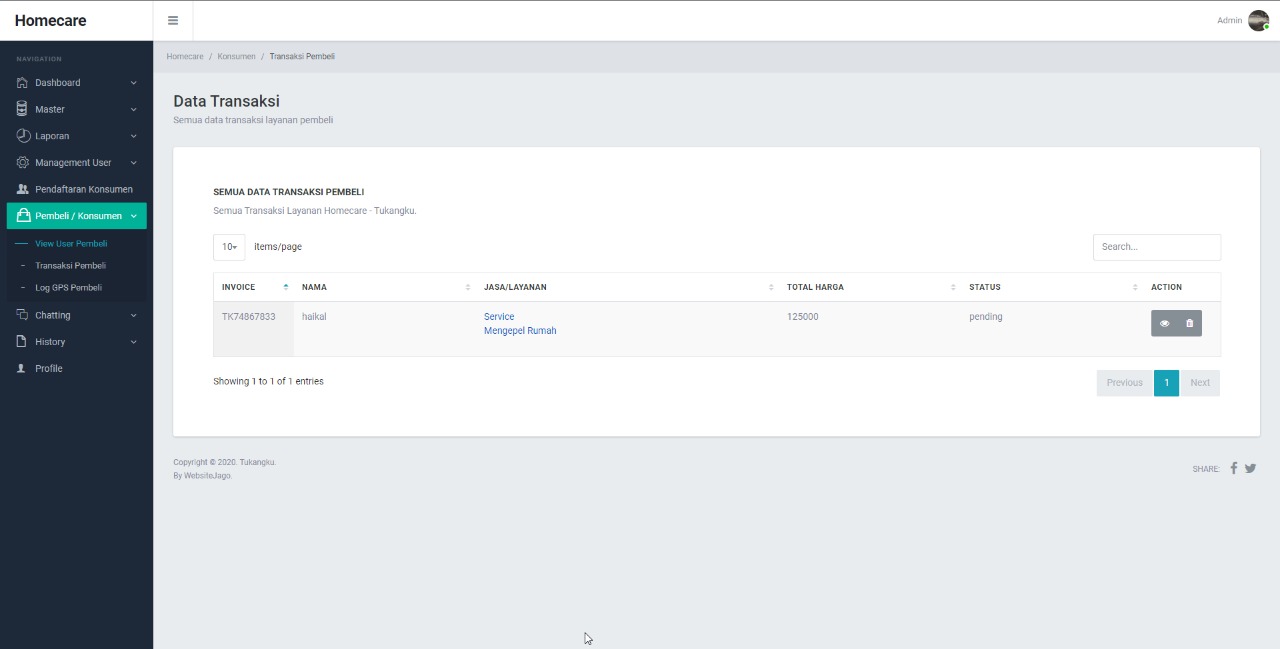 Homecare
Admin
NAVIGATION
Dashboard
Master
Laporan
Management User
Pendaftaran Konsumen
Pembeli / Konsumen
View User Pembeli
Transaksi Pembeli
Log GPS Pembeli
Chatting
History
Profile
Homecare / Konsumen / Transaksi Pembeli
Data Transaksi
Semua data transaksi layanan pembeli
SEMUA DATA TRANSAKSI PEMBELI
Semua Transaksi Layanan Homecare - Tukangku.
10 items/page Search...
INVOICE NAMA JASA/LAYANAN TOTAL HARGA STATUS ACTION
TK74867833 haikal Service 125000 pending
Mengepel Rumah
Showing 1 to 1 of 1 entries Previous 1 Next
Copyright © 2020. Tukangku.
By WebsiteJago.
SHARE: